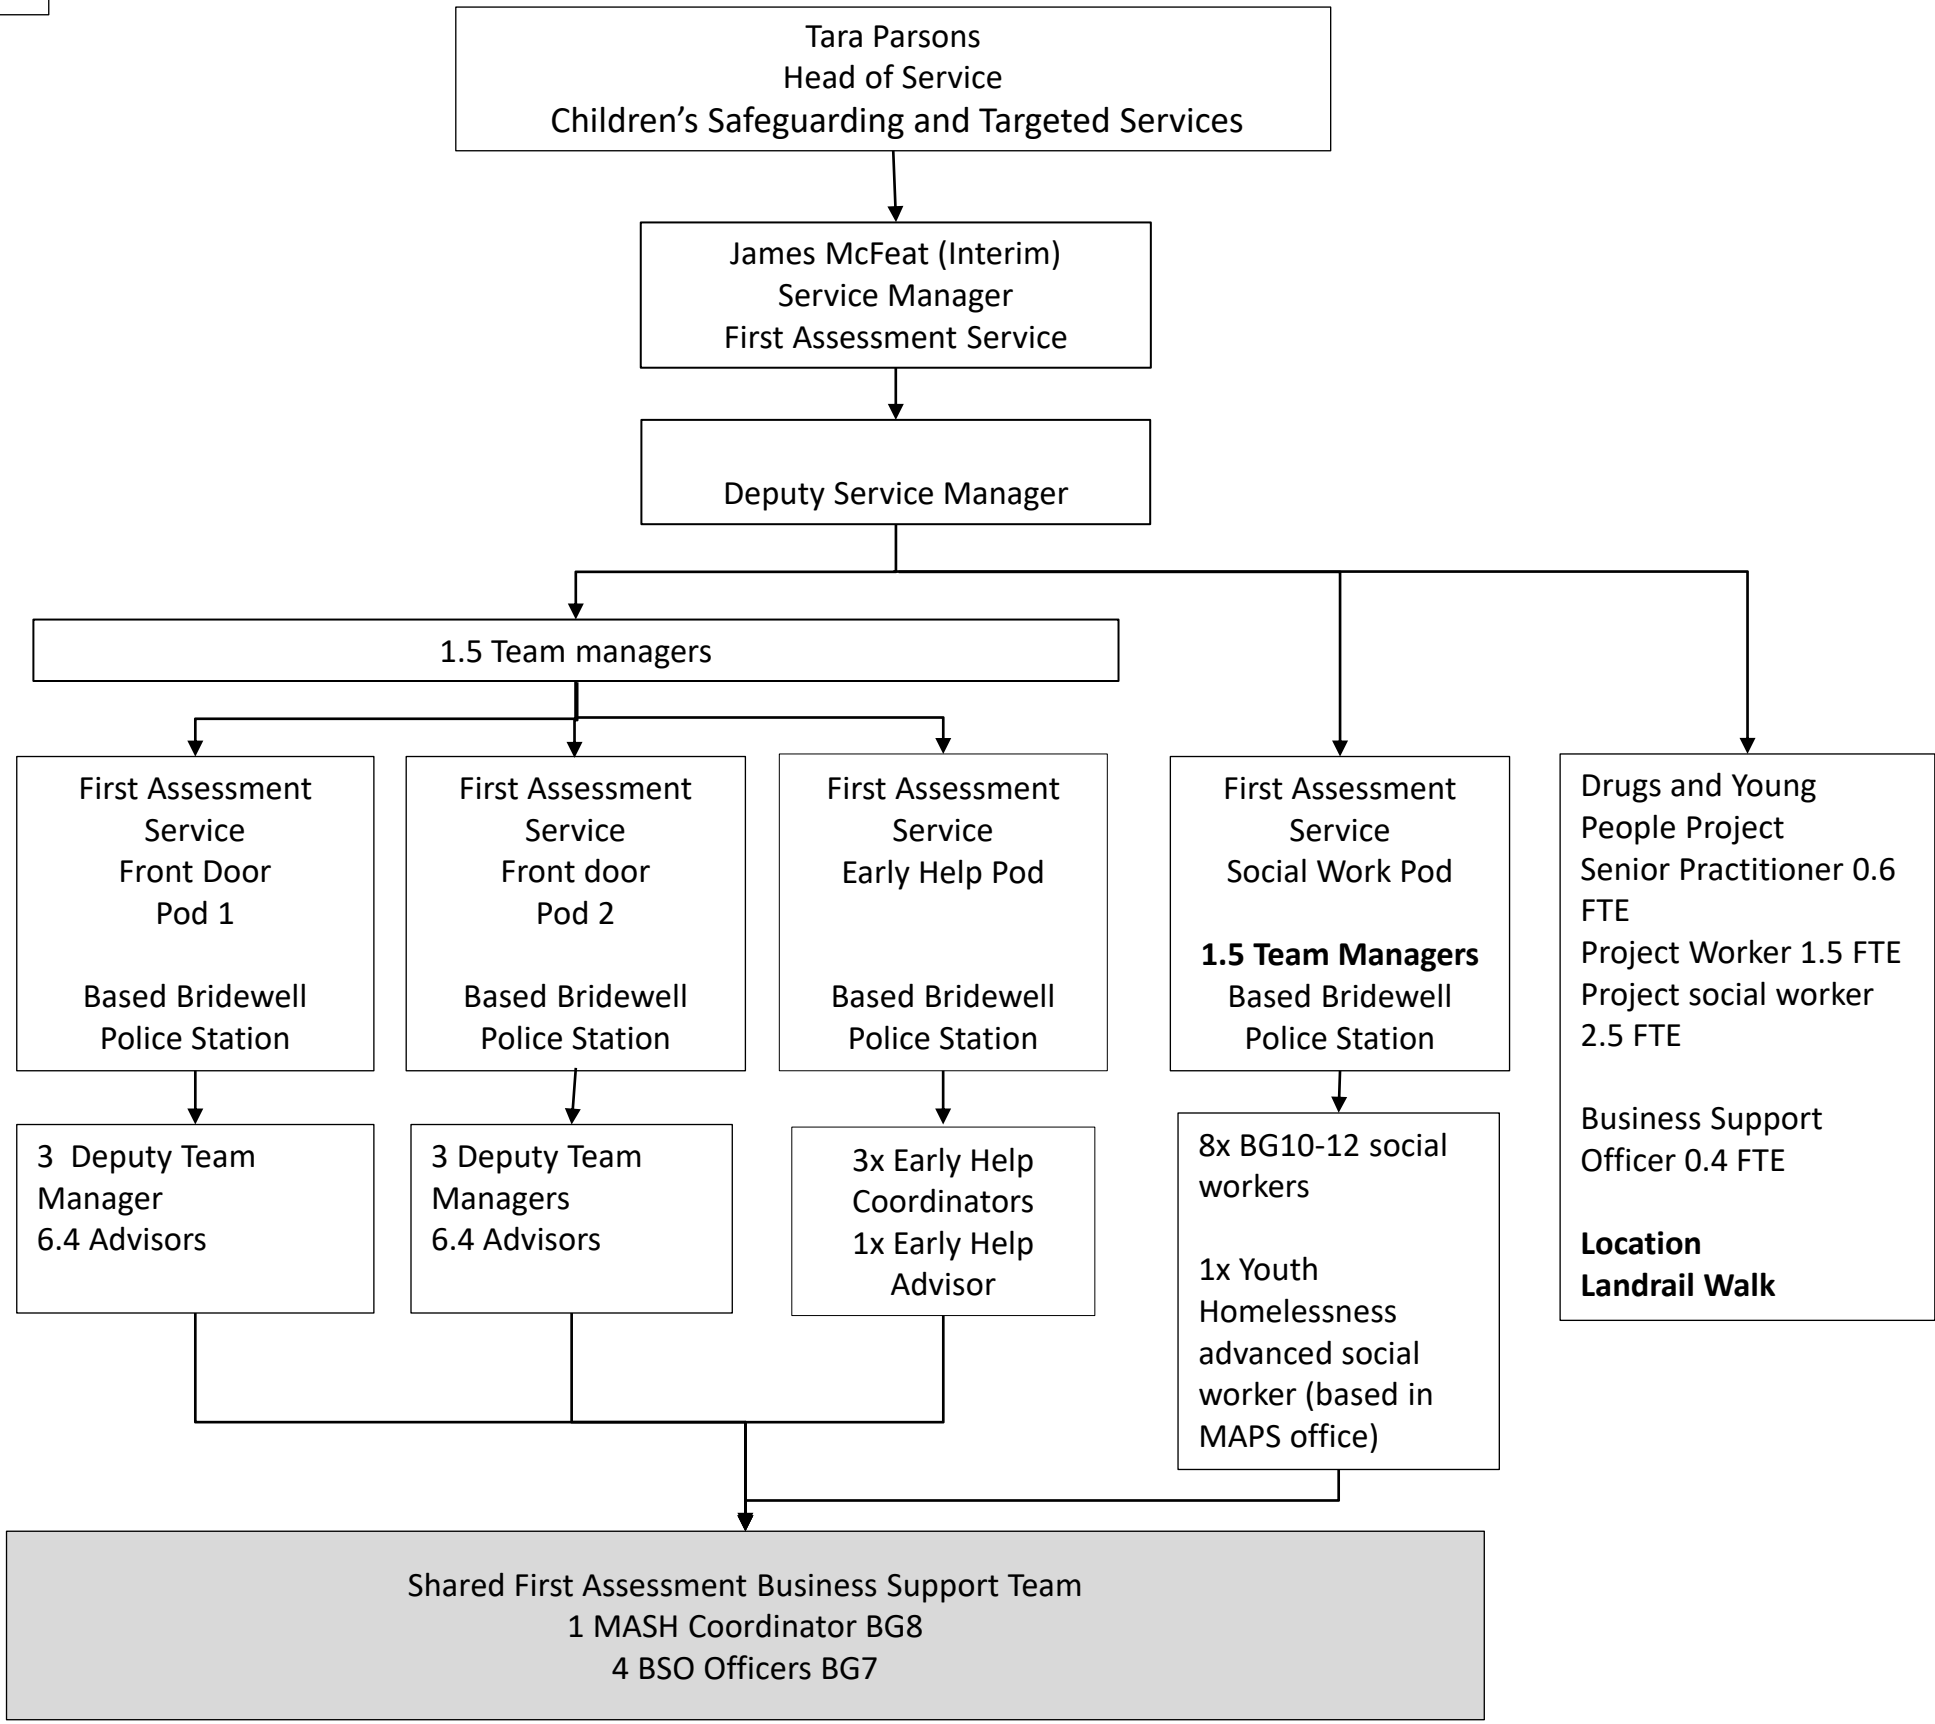 Tara Parsons
Head of Service
Children's Safeguarding and Targeted Services
James McFeat (Interim)
Service Manager
First Assessment Service
Deputy Service Manager
1.5 Team managers
First Assessment
Service
Front Door
Pod 1
Based Bridewell
Police Station
First Assessment
Service
Front door
Pod 2
Based Bridewell
Police Station
First Assessment
Service
Early Help Pod
Based Bridewell
Police Station
First Assessment
Service
Social Work Pod
1.5 Team Managers
Based Bridewell
Police Station
Drugs and Young
People Project
Senior Practitioner 0.6
FTE
Project Worker 1.5 FTE
Project social worker
2.5 FTE
Business Support
Officer 0.4 FTE
Location
Landrail Walk
3  Deputy Team
Manager
6.4 Advisors
3 Deputy Team
Managers
6.4 Advisors
3x Early Help
Coordinators
1x Early Help
Advisor
8x BG10-12 social
workers
1x Youth
Homelessness
advanced social
worker (based in
MAPS office)
Shared First Assessment Business Support Team
1 MASH Coordinator BG8
4 BSO Officers BG7